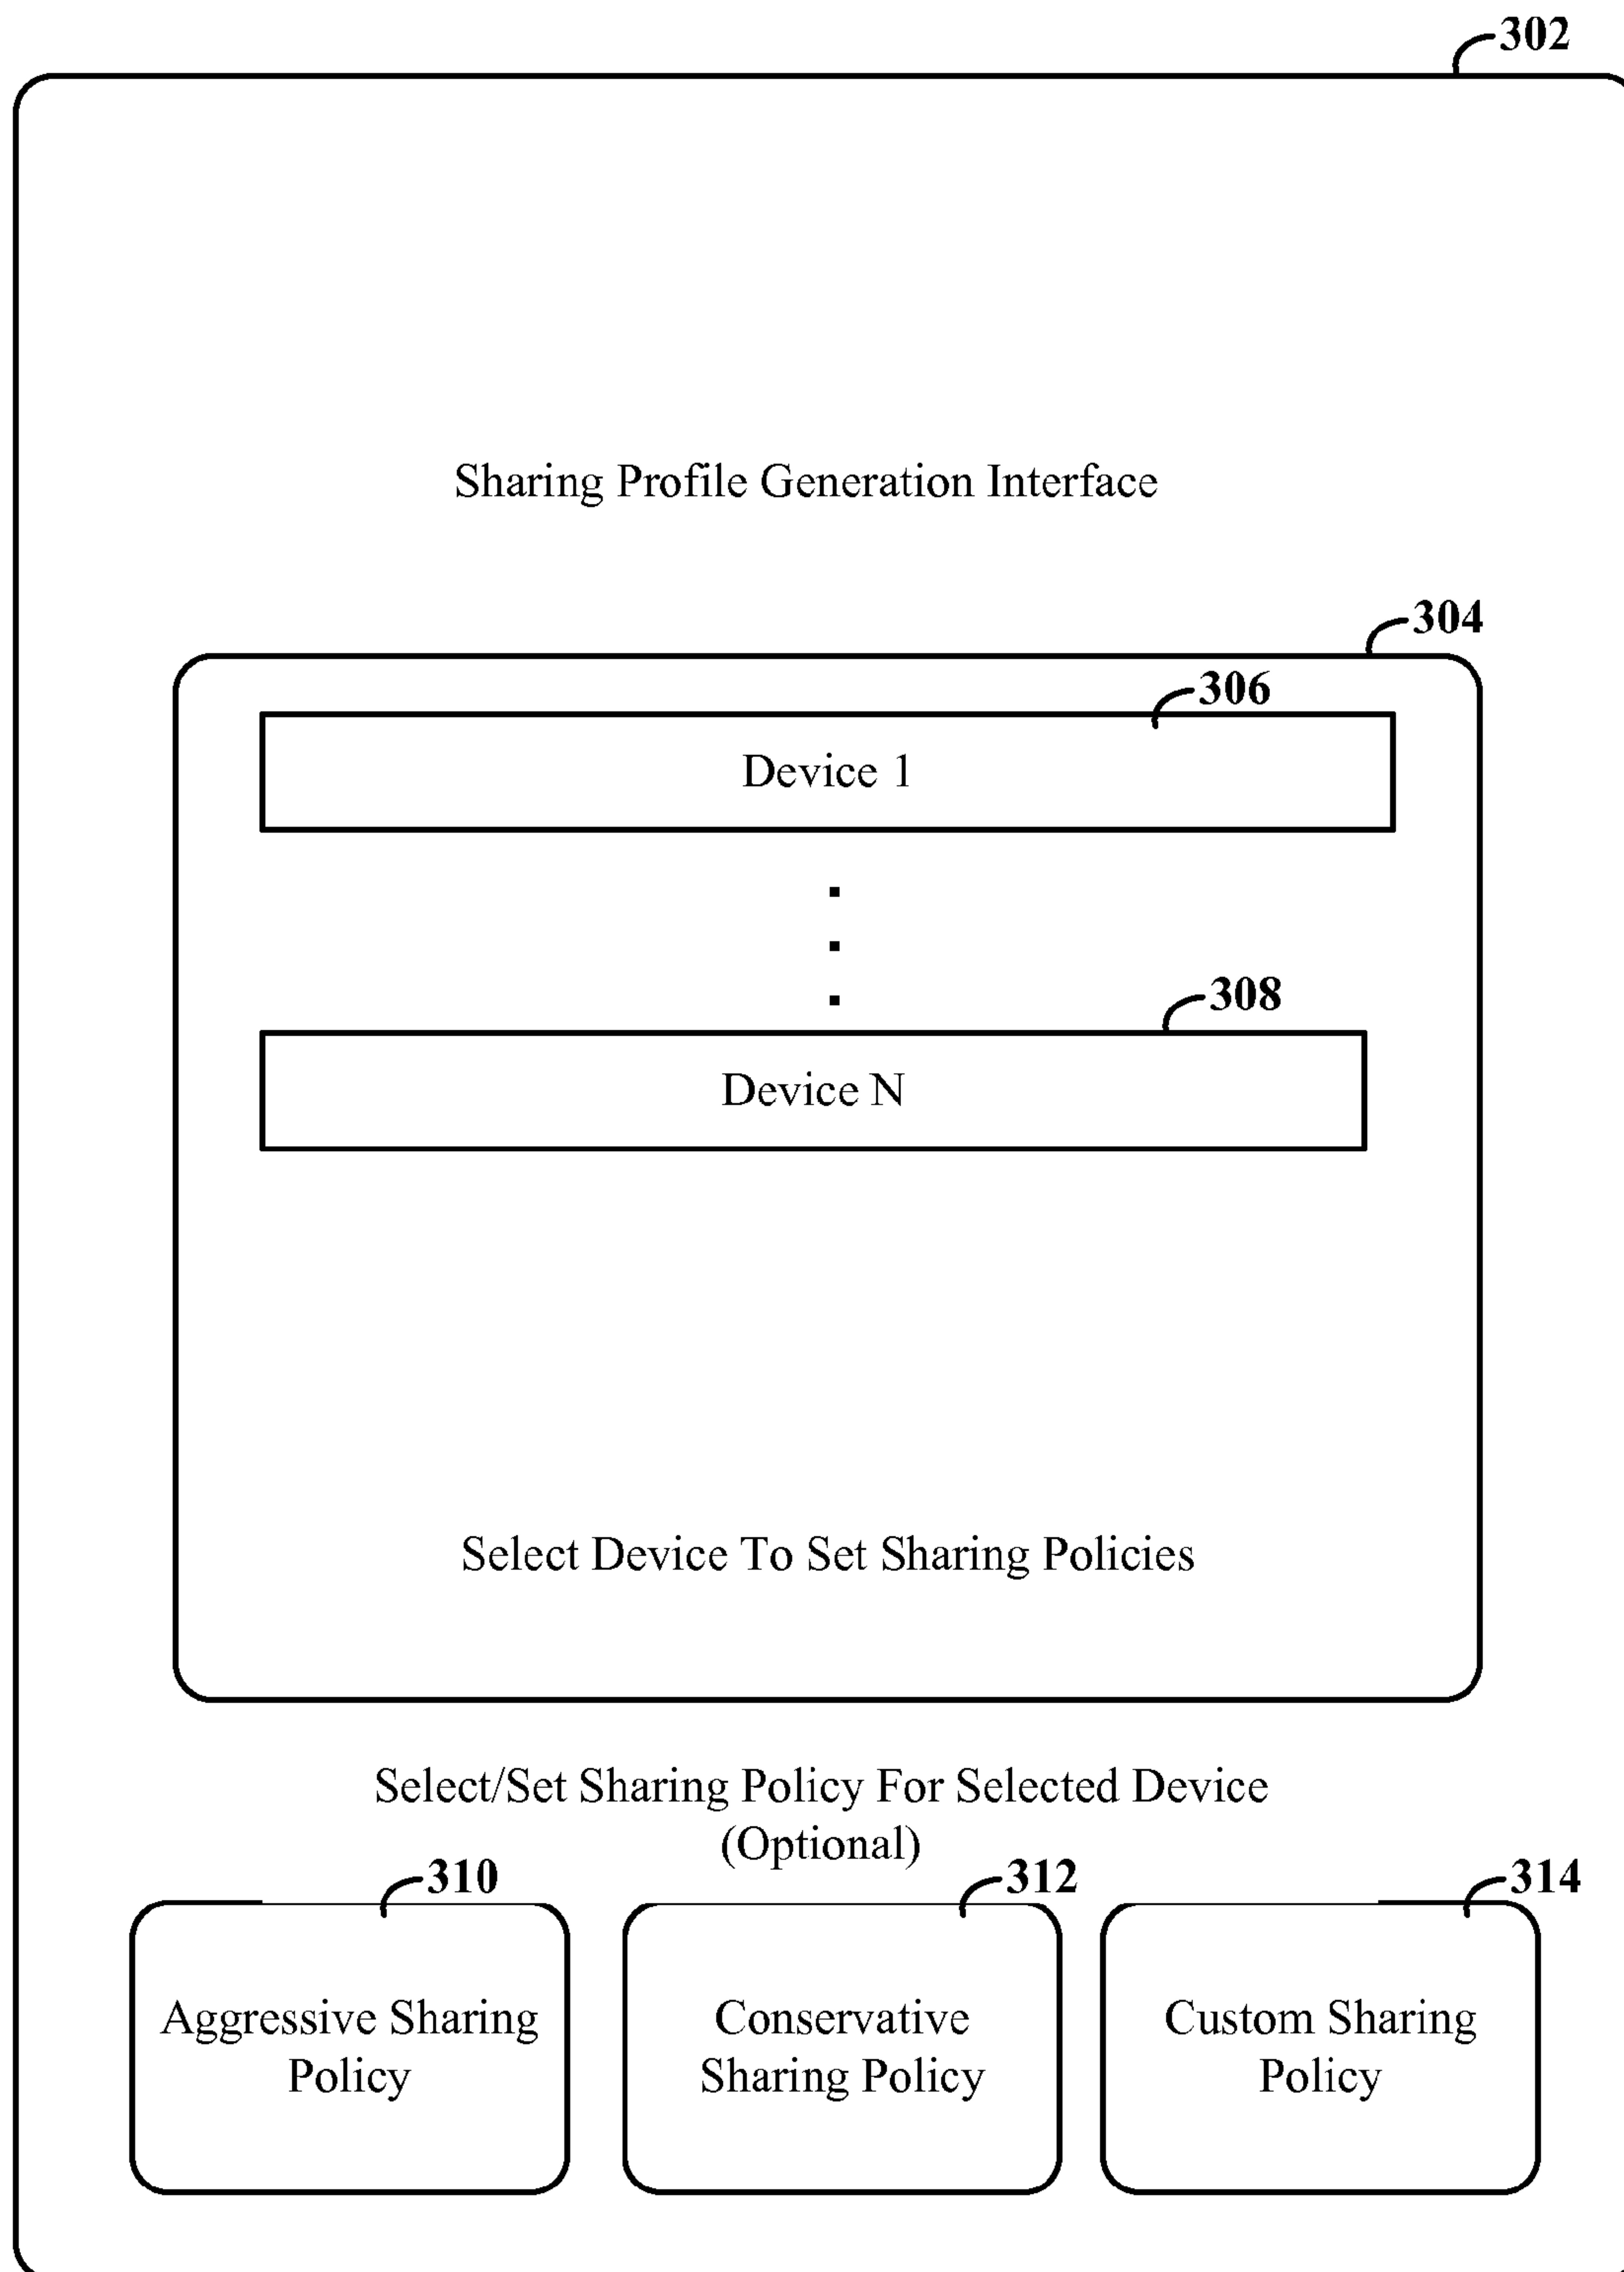 302
Sharing Profile Generation Interface
304
306
Device 1
308
Device N
Select Device To Set Sharing Policies
Select/Set Sharing Policy For Selected Device
(Optional)
310
312
314
Aggressive Sharing
Policy
Conservative
Sharing Policy
Custom Sharing
Policy